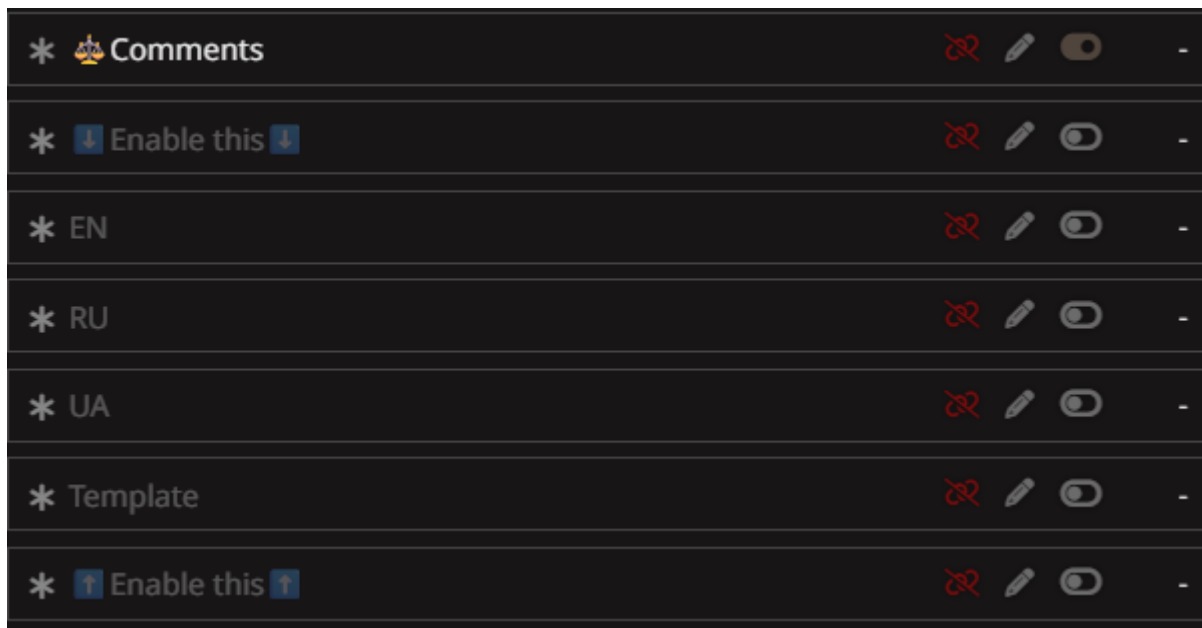 ⚖️Comments -
⬇️Enable this⬇️ -
EN -
RU -
UA -
Template -
⬆️Enable this⬆️ -